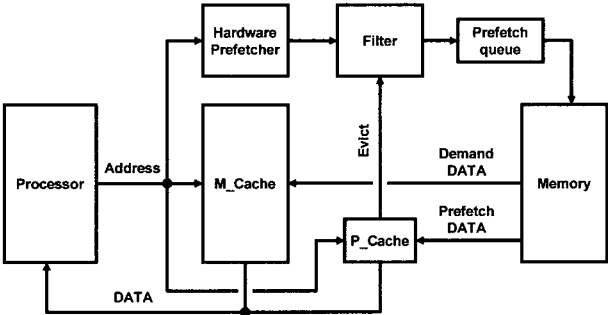 Hardware
Prefetcher
Filter
Prefetch
queue
Processor
Address
M_Cache
Evict
Demand
DATA
Memory
Prefetch
DATA
P_Cache
DATA